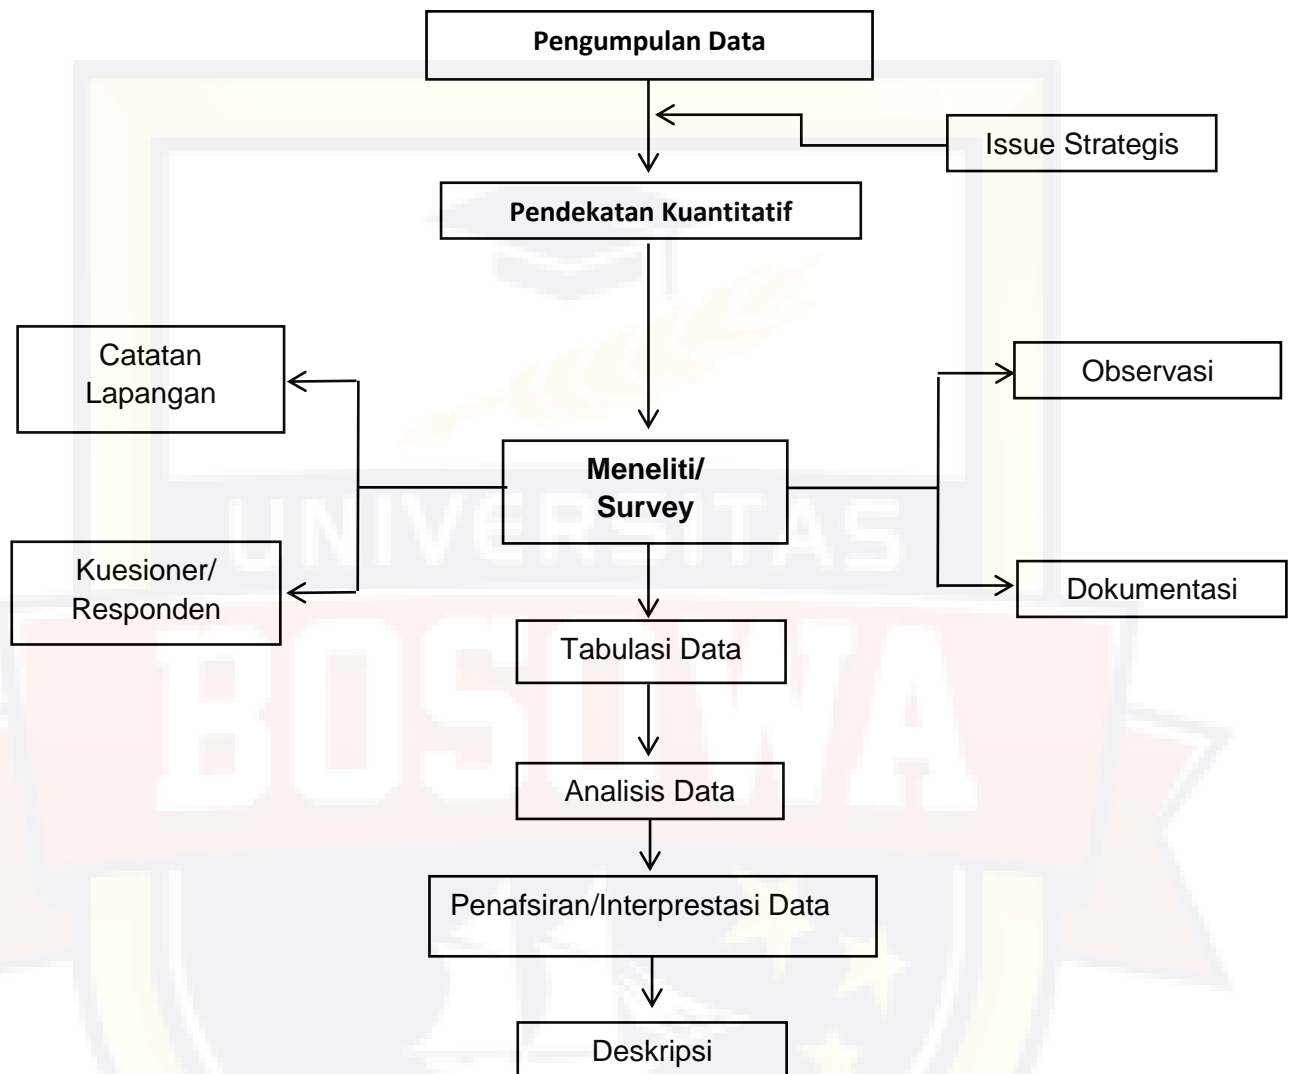 Pengumpulan Data
Issue Strategis
Pendekatan Kuantitatif
Catatan
Lapangan
Observasi
Meneliti/
Survey
Kuesioner/
Responden
Dokumentasi
Tabulasi Data
Analisis Data
Penafsiran/Interprestasi Data
Deskripsi
UNIVERSITAS
BOSOWA